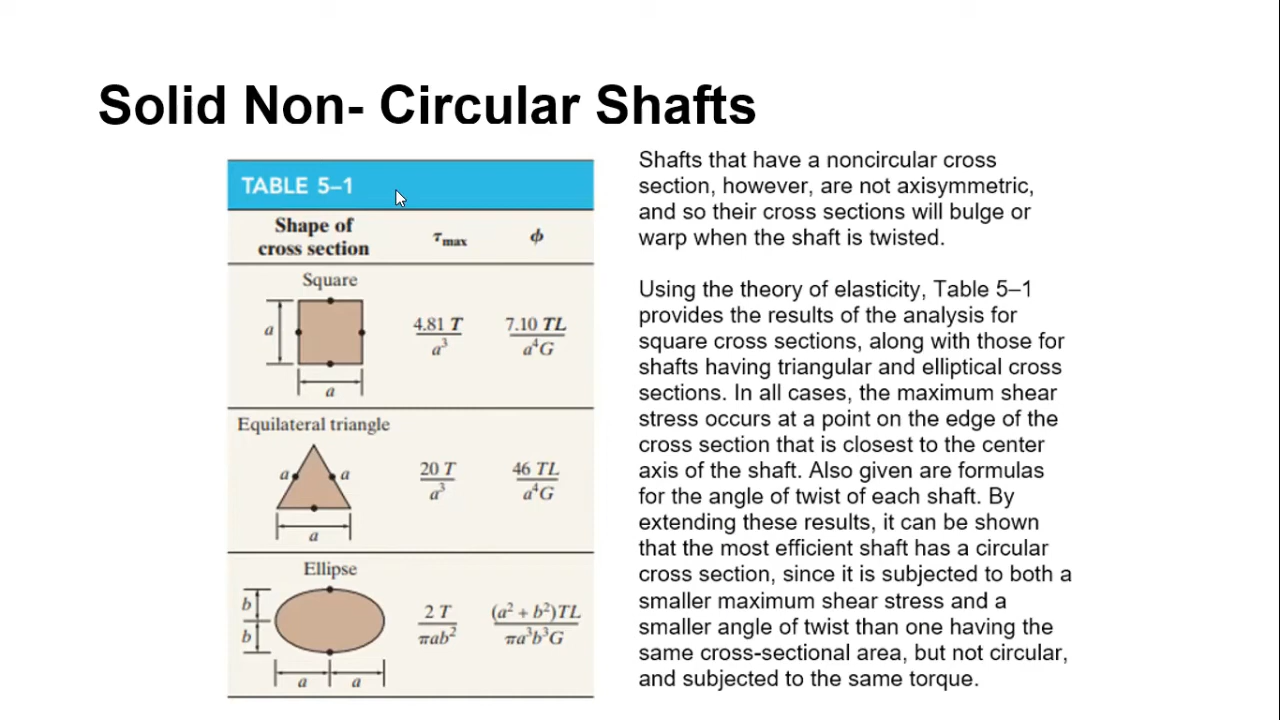 Solid Non- Circular Shafts
TABLE 5–1
Shape of
cross section
τmax
ϕ
Square
a
a
4.81 T
a³
7.10 TL
a⁴G
Equilateral triangle
a
a
a
20 T
a³
46 TL
a⁴G
Ellipse
b
b
a
a
2 T
πab²
(a² + b²)TL
πa³b³G
Shafts that have a noncircular cross
section, however, are not axisymmetric,
and so their cross sections will bulge or
warp when the shaft is twisted.
Using the theory of elasticity, Table 5–1
provides the results of the analysis for
square cross sections, along with those for
shafts having triangular and elliptical cross
sections. In all cases, the maximum shear
stress occurs at a point on the edge of the
cross section that is closest to the center
axis of the shaft. Also given are formulas
for the angle of twist of each shaft. By
extending these results, it can be shown
that the most efficient shaft has a circular
cross section, since it is subjected to both a
smaller maximum shear stress and a
smaller angle of twist than one having the
same cross-sectional area, but not circular,
and subjected to the same torque.